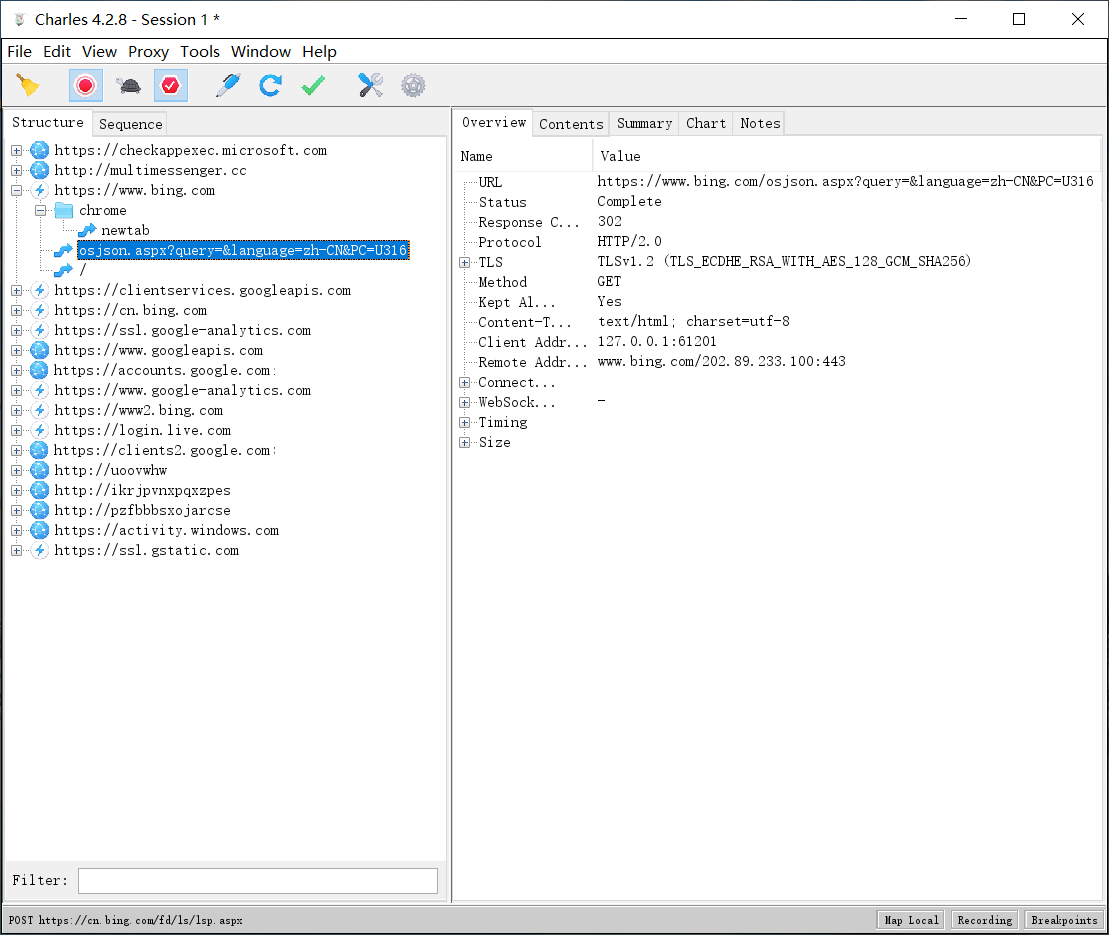 Charles 4.2.8 - Session 1 *
File Edit View Proxy Tools Window Help
Structure Sequence
https://checkappexec.microsoft.com
http://multimessenger.cc
https://www.bing.com
chrome
newtab
osjson.aspx?query=&language=zh-CN&PC=U316
/
https://clientservices.googleapis.com
https://cn.bing.com
https://ssl.google-analytics.com
https://www.googleapis.com
https://accounts.google.com:
https://www.google-analytics.com
https://www2.bing.com
https://login.live.com
https://clients2.google.com:
http://uoovwhw
http://ikrjpvnxpqxzpes
http://pzfbbbsxojarcse
https://activity.windows.com
https://ssl.gstatic.com
Filter:
Overview Contents Summary Chart Notes
Name Value
URL https://www.bing.com/osjson.aspx?query=&language=zh-CN&PC=U316
Status Complete
Response C... 302
Protocol HTTP/2.0
TLS TLSv1.2 (TLS_ECDHE_RSA_WITH_AES_128_GCM_SHA256)
Method GET
Kept Al... Yes
Content-T... text/html; charset=utf-8
Client Addr... 127.0.0.1:61201
Remote Addr... www.bing.com/202.89.233.100:443
Connect...
WebSock... -
Timing
Size
POST https://cn.bing.com/fd/ls/lsp.aspx
Map Local Recording Breakpoints